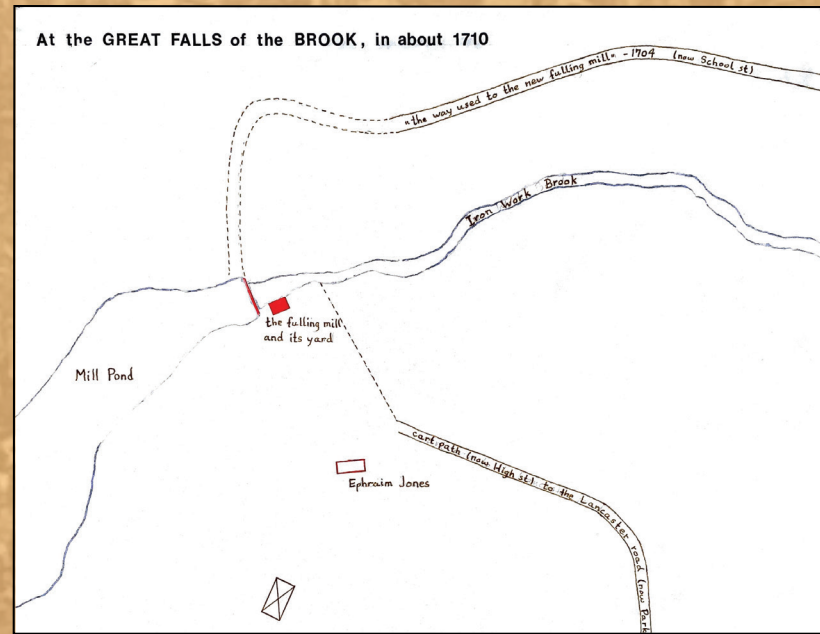 At the GREAT FALLS of the BROOK, in about 1710
"the way used to the new fulling mill" - 1704 (now School st)
Iron Work Brook
the fulling mill
and its yard
Mill Pond
cart path (now High st) to the Lancaster road (now Park
Ephraim Jones